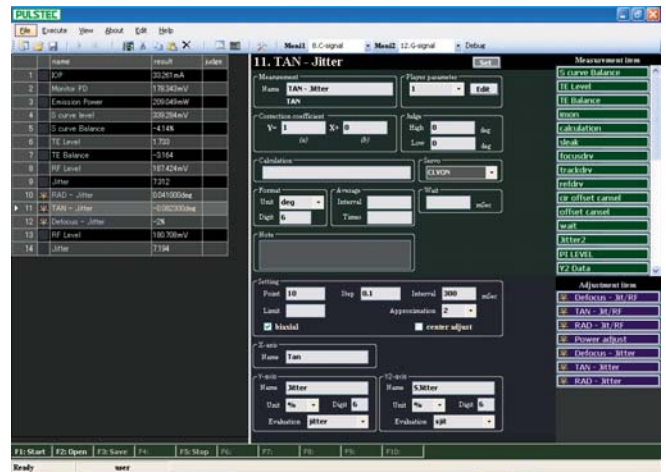 PULSTEC
File Execute View About Edit Help
Moni1 8.C-signal Moni2 12.G-signal Debug
name result judge
1 IOP 33.261mA
2 Monitor PD 178.343mV
3 Emission Power 209.049mW
4 S curve level 339.284mV
5 S curve Balance -4.14%
6 TE Level 1.733
7 TE Balance -3.164
8 RF Level 187.424mV
9 Jitter 7.312
10 RAD - Jitter 0.041000deg
11 TAN - Jitter
12 Defocus - Jitter -2%
13 RF Level 190.708mV
14 Jitter 7.194
11. TAN - Jitter Set
Measurement
Name TAN - Jitter
TAN
Player parameter
1 Edit
Correction coefficient
Y= 1 X+ 0
(a) (b)
Judge
High 0 deg
Low 0 deg
Calculation
Servo
CLVON
Format
Unit deg
Digit 6
Average
Interval
Times
Wait
mSec
Note
Setting
Point 10 Step 0.1 Interval 300 mSec
Limit Approximation 2
biaxial center adjust
X-axis
Name Tan
Y-axis
Name Jitter
Unit % Digit 6
Evaluation jitter
Y2-axis
Name SJitter
Unit % Digit 6
Evaluation sjit
Measurement item
S curve Balance
TE Level
TE Balance
imon
calculation
sleak
focusdrv
trackdrv
refdrv
cir offset cansel
offset cansel
wait
Jitter2
PI LEVEL
Y2 Data
Adjustment item
Defocus - Jit/RF
TAN - Jit/RF
RAD - Jit/RF
Power adjust
Defocus - Jitter
TAN - Jitter
RAD - Jitter
F1: Start F2: Open F3: Save F4: F5: Stop F6: F7: F8: F9: F10:
Ready user